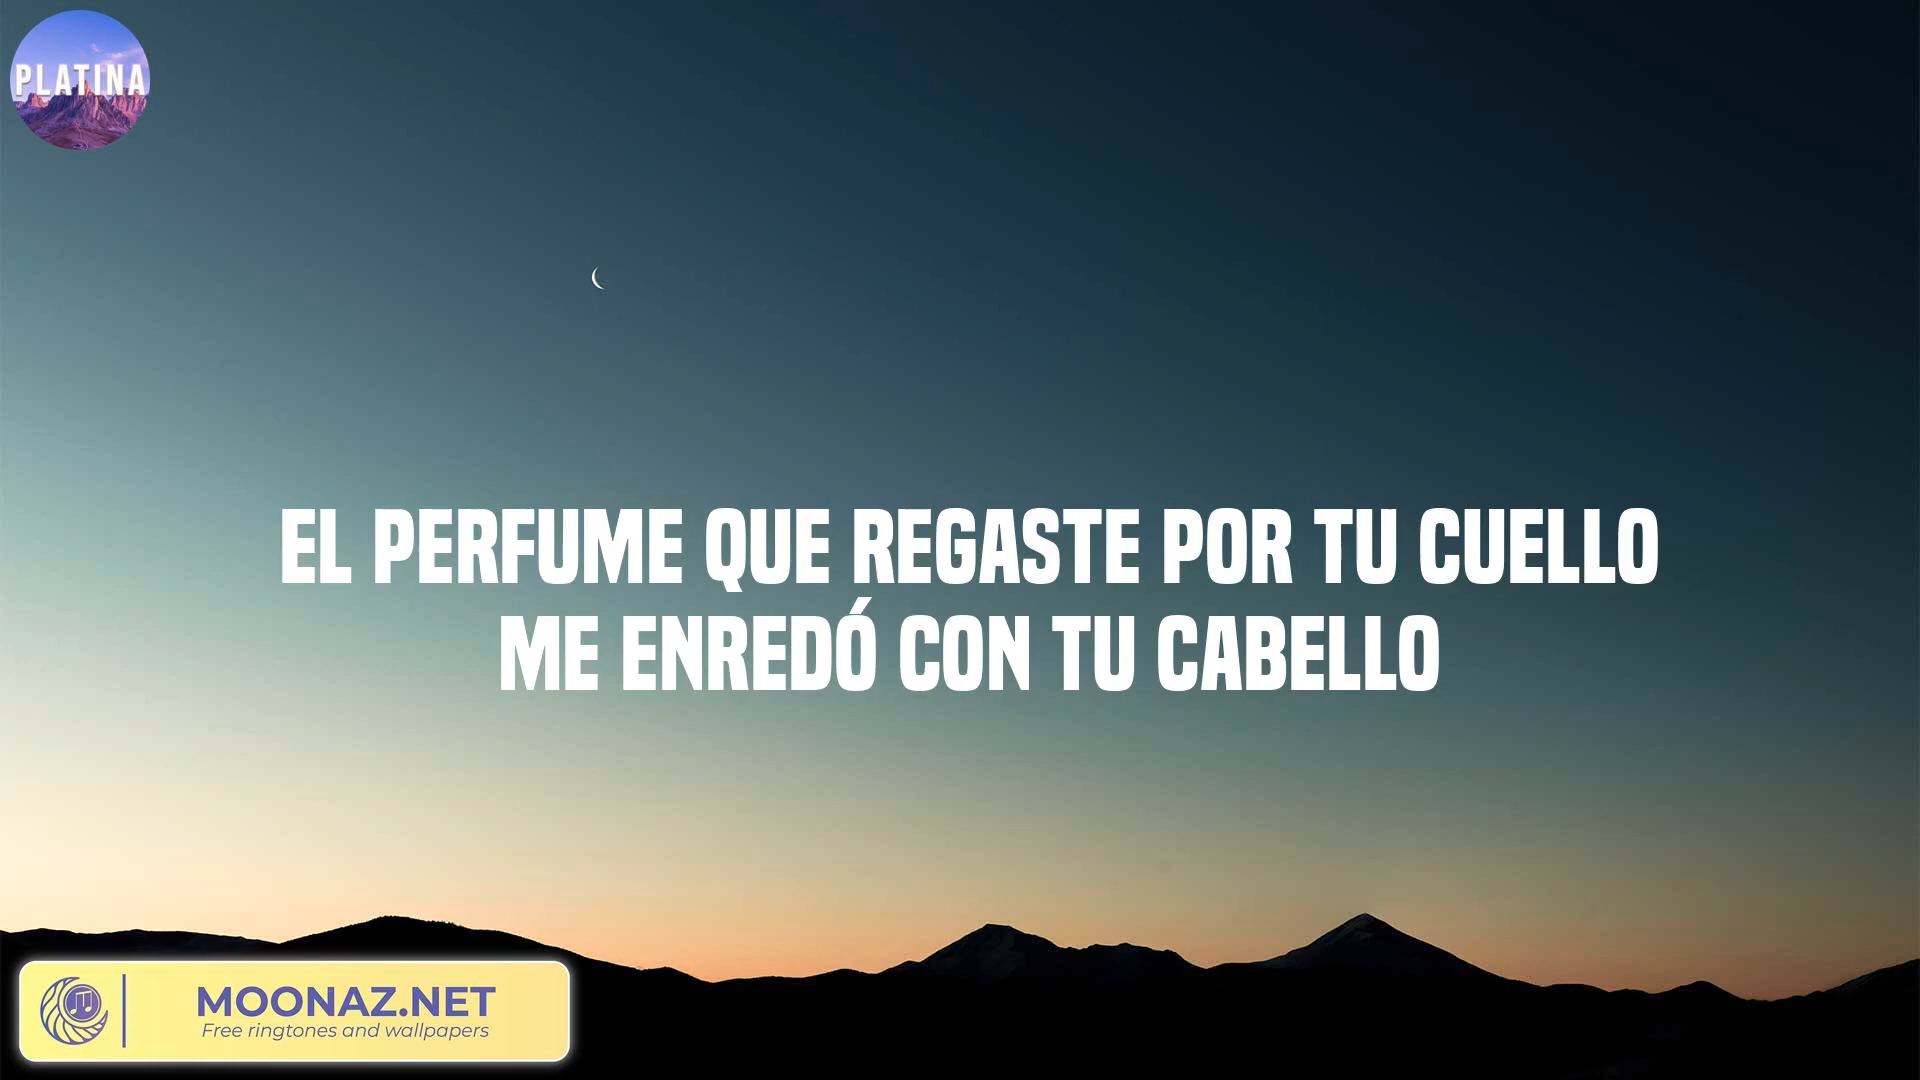 PLATINA
EL PERFUME QUE REGASTE POR TU CUELLO
ME ENREDÓ CON TU CABELLO
MOONAZ.NET
Free ringtones and wallpapers